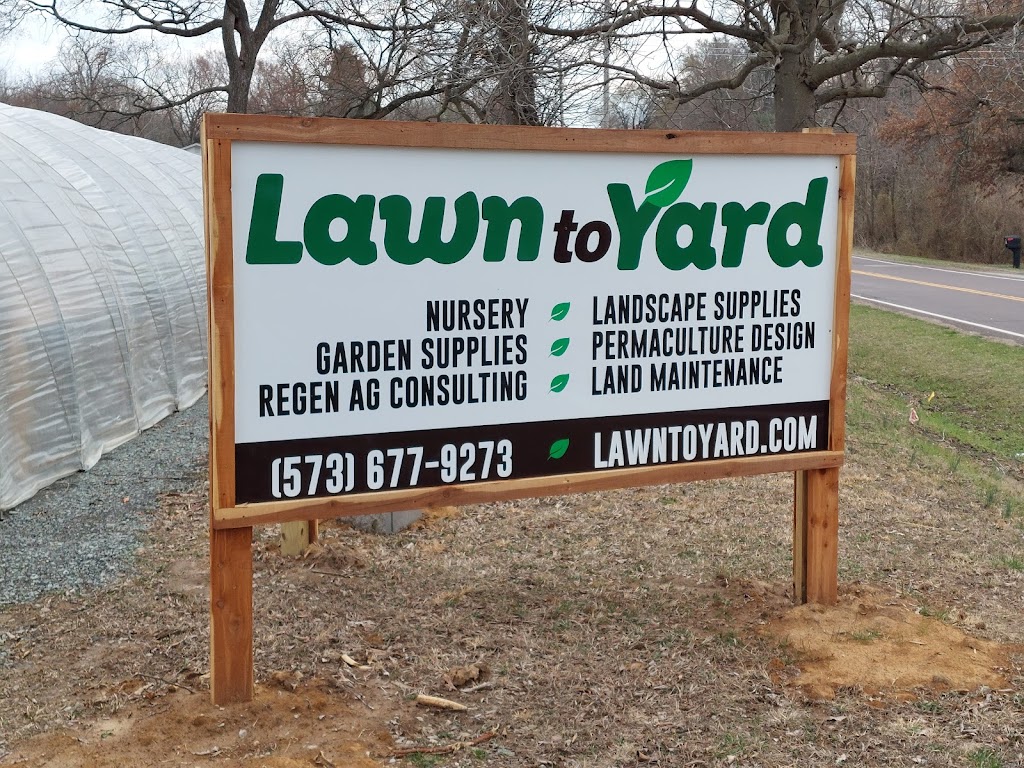 Lawn to Yard
NURSERY LANDSCAPE SUPPLIES
GARDEN SUPPLIES PERMACULTURE DESIGN
REGEN AG CONSULTING LAND MAINTENANCE
(573) 677-9273 LAWNTOYARD.COM